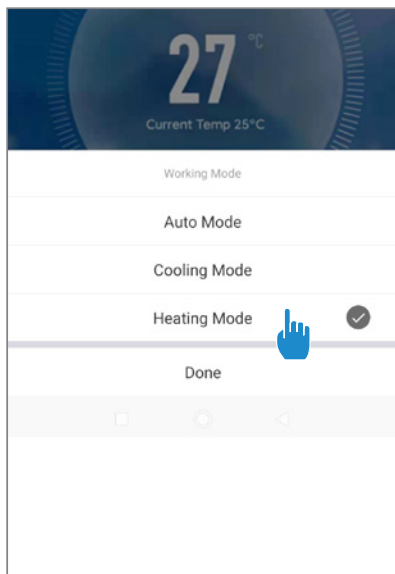 27 °C
Current Temp 25°C
Working Mode
Auto Mode
Cooling Mode
Heating Mode
Done